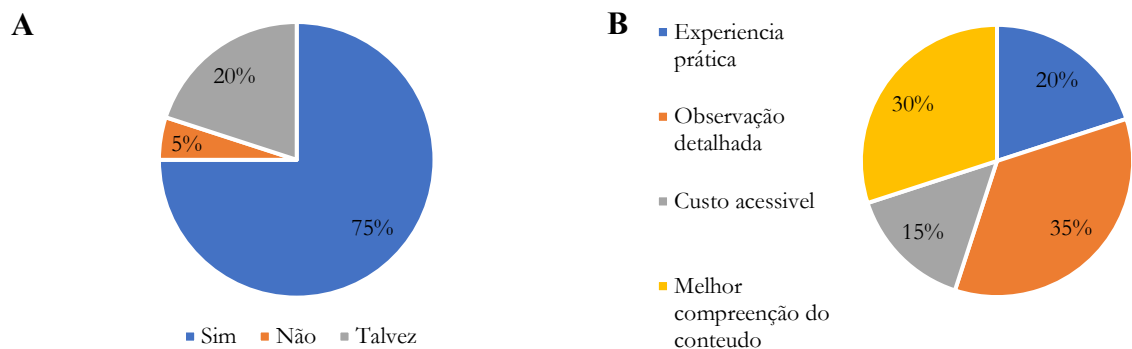 A
20%
5%
75%
Sim Não Talvez
B
Experiencia
prática
Observação
detalhada
Custo acessivel
Melhor
compreenção do
conteudo
20%
30%
35%
15%